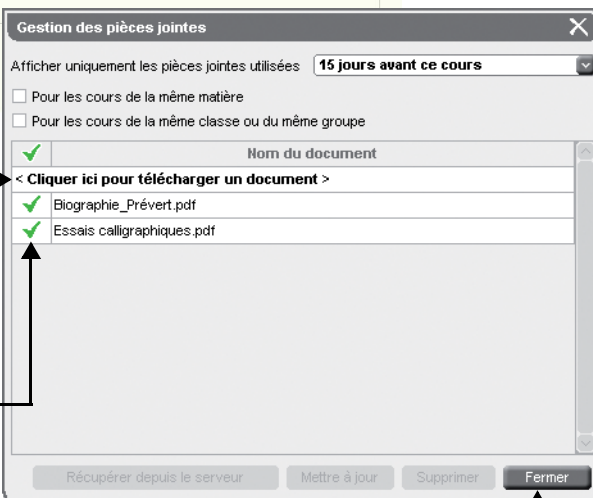 Gestion des pièces jointes
Afficher uniquement les pièces jointes utilisées 15 jours avant ce cours
Pour les cours de la même matière
Pour les cours de la même classe ou du même groupe
Nom du document
< Cliquer ici pour télécharger un document >
Biographie_Prévert.pdf
Essais calligraphiques.pdf
Récupérer depuis le serveur Mettre à jour Supprimer Fermer